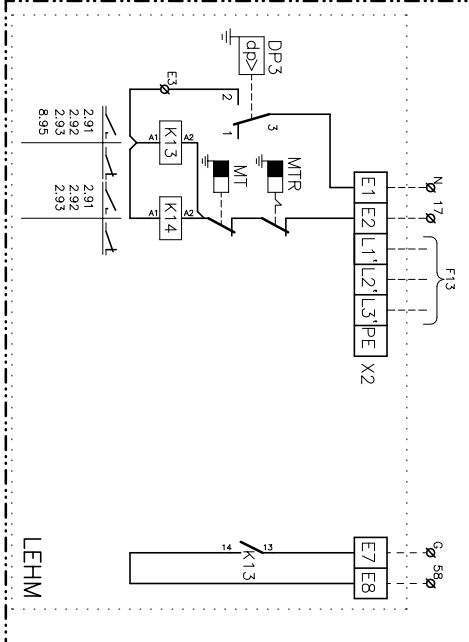 N 17
F13
G 58
E1 E2 L1' L2' L3' PE X2
E7 E8
MTR
3
DP3
dp>
1
2
MT
13
K13
14
E3
A2 K13 A1
A2 K14 A1
2.91
2.92
2.93
8.95
2.91
2.92
2.93
LEHM